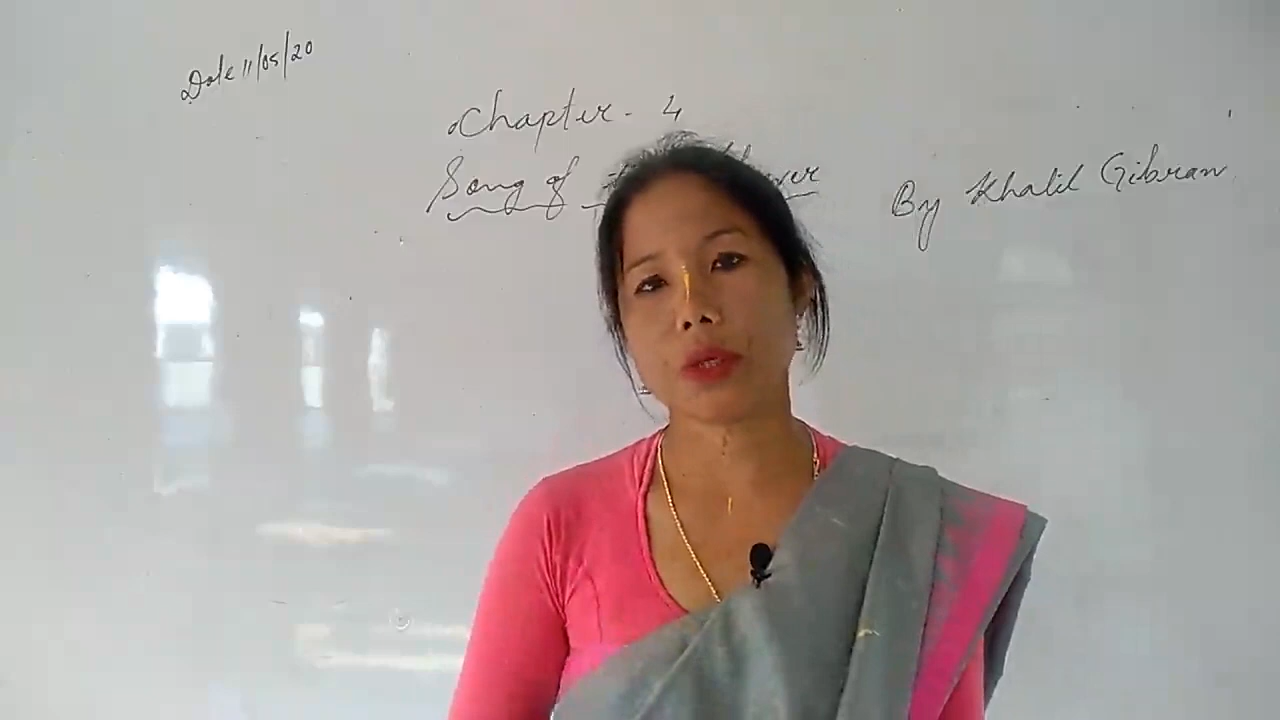 Date 11/05/20
Chapter - 4
Song of
By Khalil Gibran